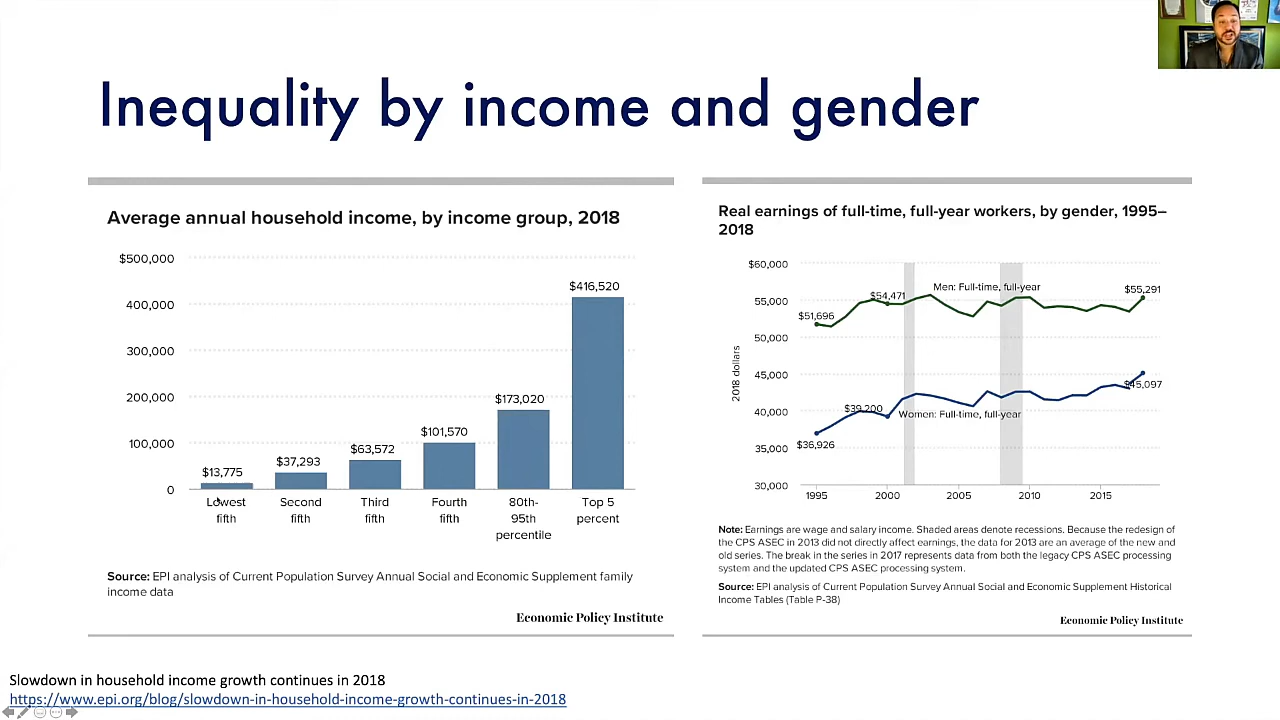 Inequality by income and gender
Average annual household income, by income group, 2018
$500,000
400,000
300,000
200,000
100,000
0
$13,775
$37,293
$63,572
$101,570
$173,020
$416,520
Lowest
fifth
Second
fifth
Third
fifth
Fourth
fifth
80th-
95th
percentile
Top 5
percent
Source: EPI analysis of Current Population Survey Annual Social and Economic Supplement family
income data
Economic Policy Institute
Real earnings of full-time, full-year workers, by gender, 1995–
2018
2018 dollars
$60,000
55,000
50,000
45,000
40,000
35,000
30,000
$51,696
$54,471
Men: Full-time, full-year
$55,291
$36,926
$39,200
Women: Full-time, full-year
$45,097
1995
2000
2005
2010
2015
Note: Earnings are wage and salary income. Shaded areas denote recessions. Because the redesign of
the CPS ASEC in 2013 did not directly affect earnings, the data for 2013 are an average of the new and
old series. The break in the series in 2017 represents data from both the legacy CPS ASEC processing
system and the updated CPS ASEC processing system.
Source: EPI analysis of Current Population Survey Annual Social and Economic Supplement Historical
Income Tables (Table P-38)
Economic Policy Institute
Slowdown in household income growth continues in 2018
https://www.epi.org/blog/slowdown-in-household-income-growth-continues-in-2018